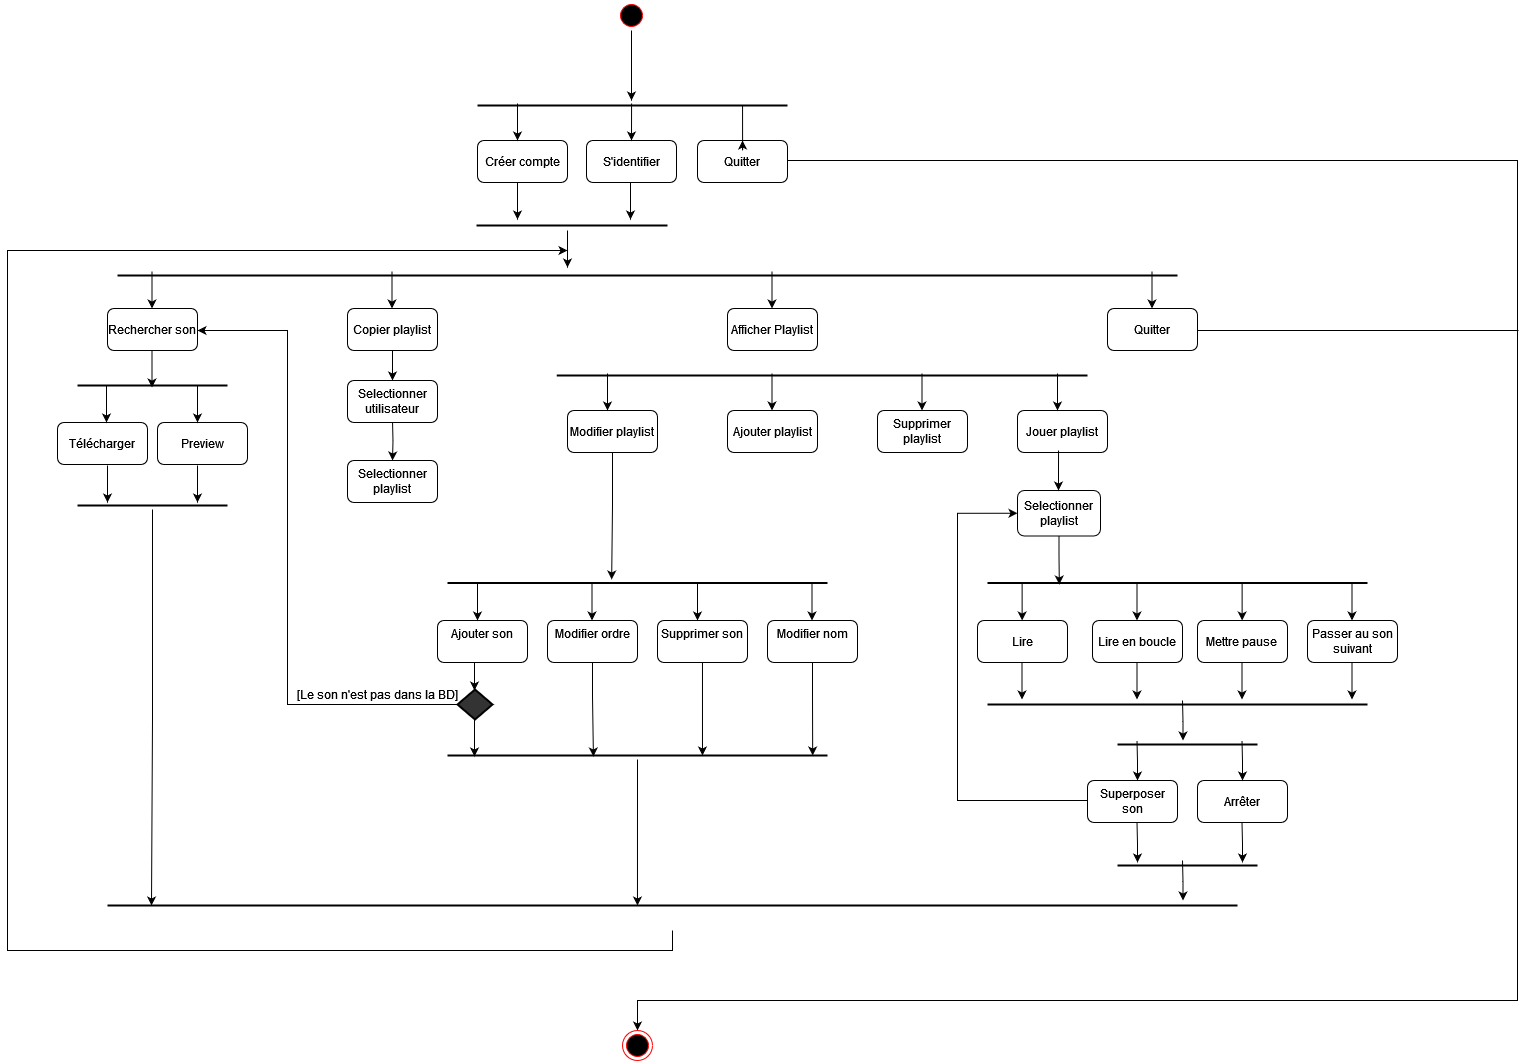 Créer compte
S'identifier
Quitter
Rechercher son
Copier playlist
Afficher Playlist
Quitter
Selectionner
utilisateur
Modifier playlist
Ajouter playlist
Supprimer
playlist
Jouer playlist
Télécharger
Preview
Selectionner
playlist
Selectionner
playlist
Ajouter son
Modifier ordre
Supprimer son
Modifier nom
Lire
Lire en boucle
Mettre pause
Passer au son
suivant
[Le son n'est pas dans la BD]
Superposer
son
Arrêter